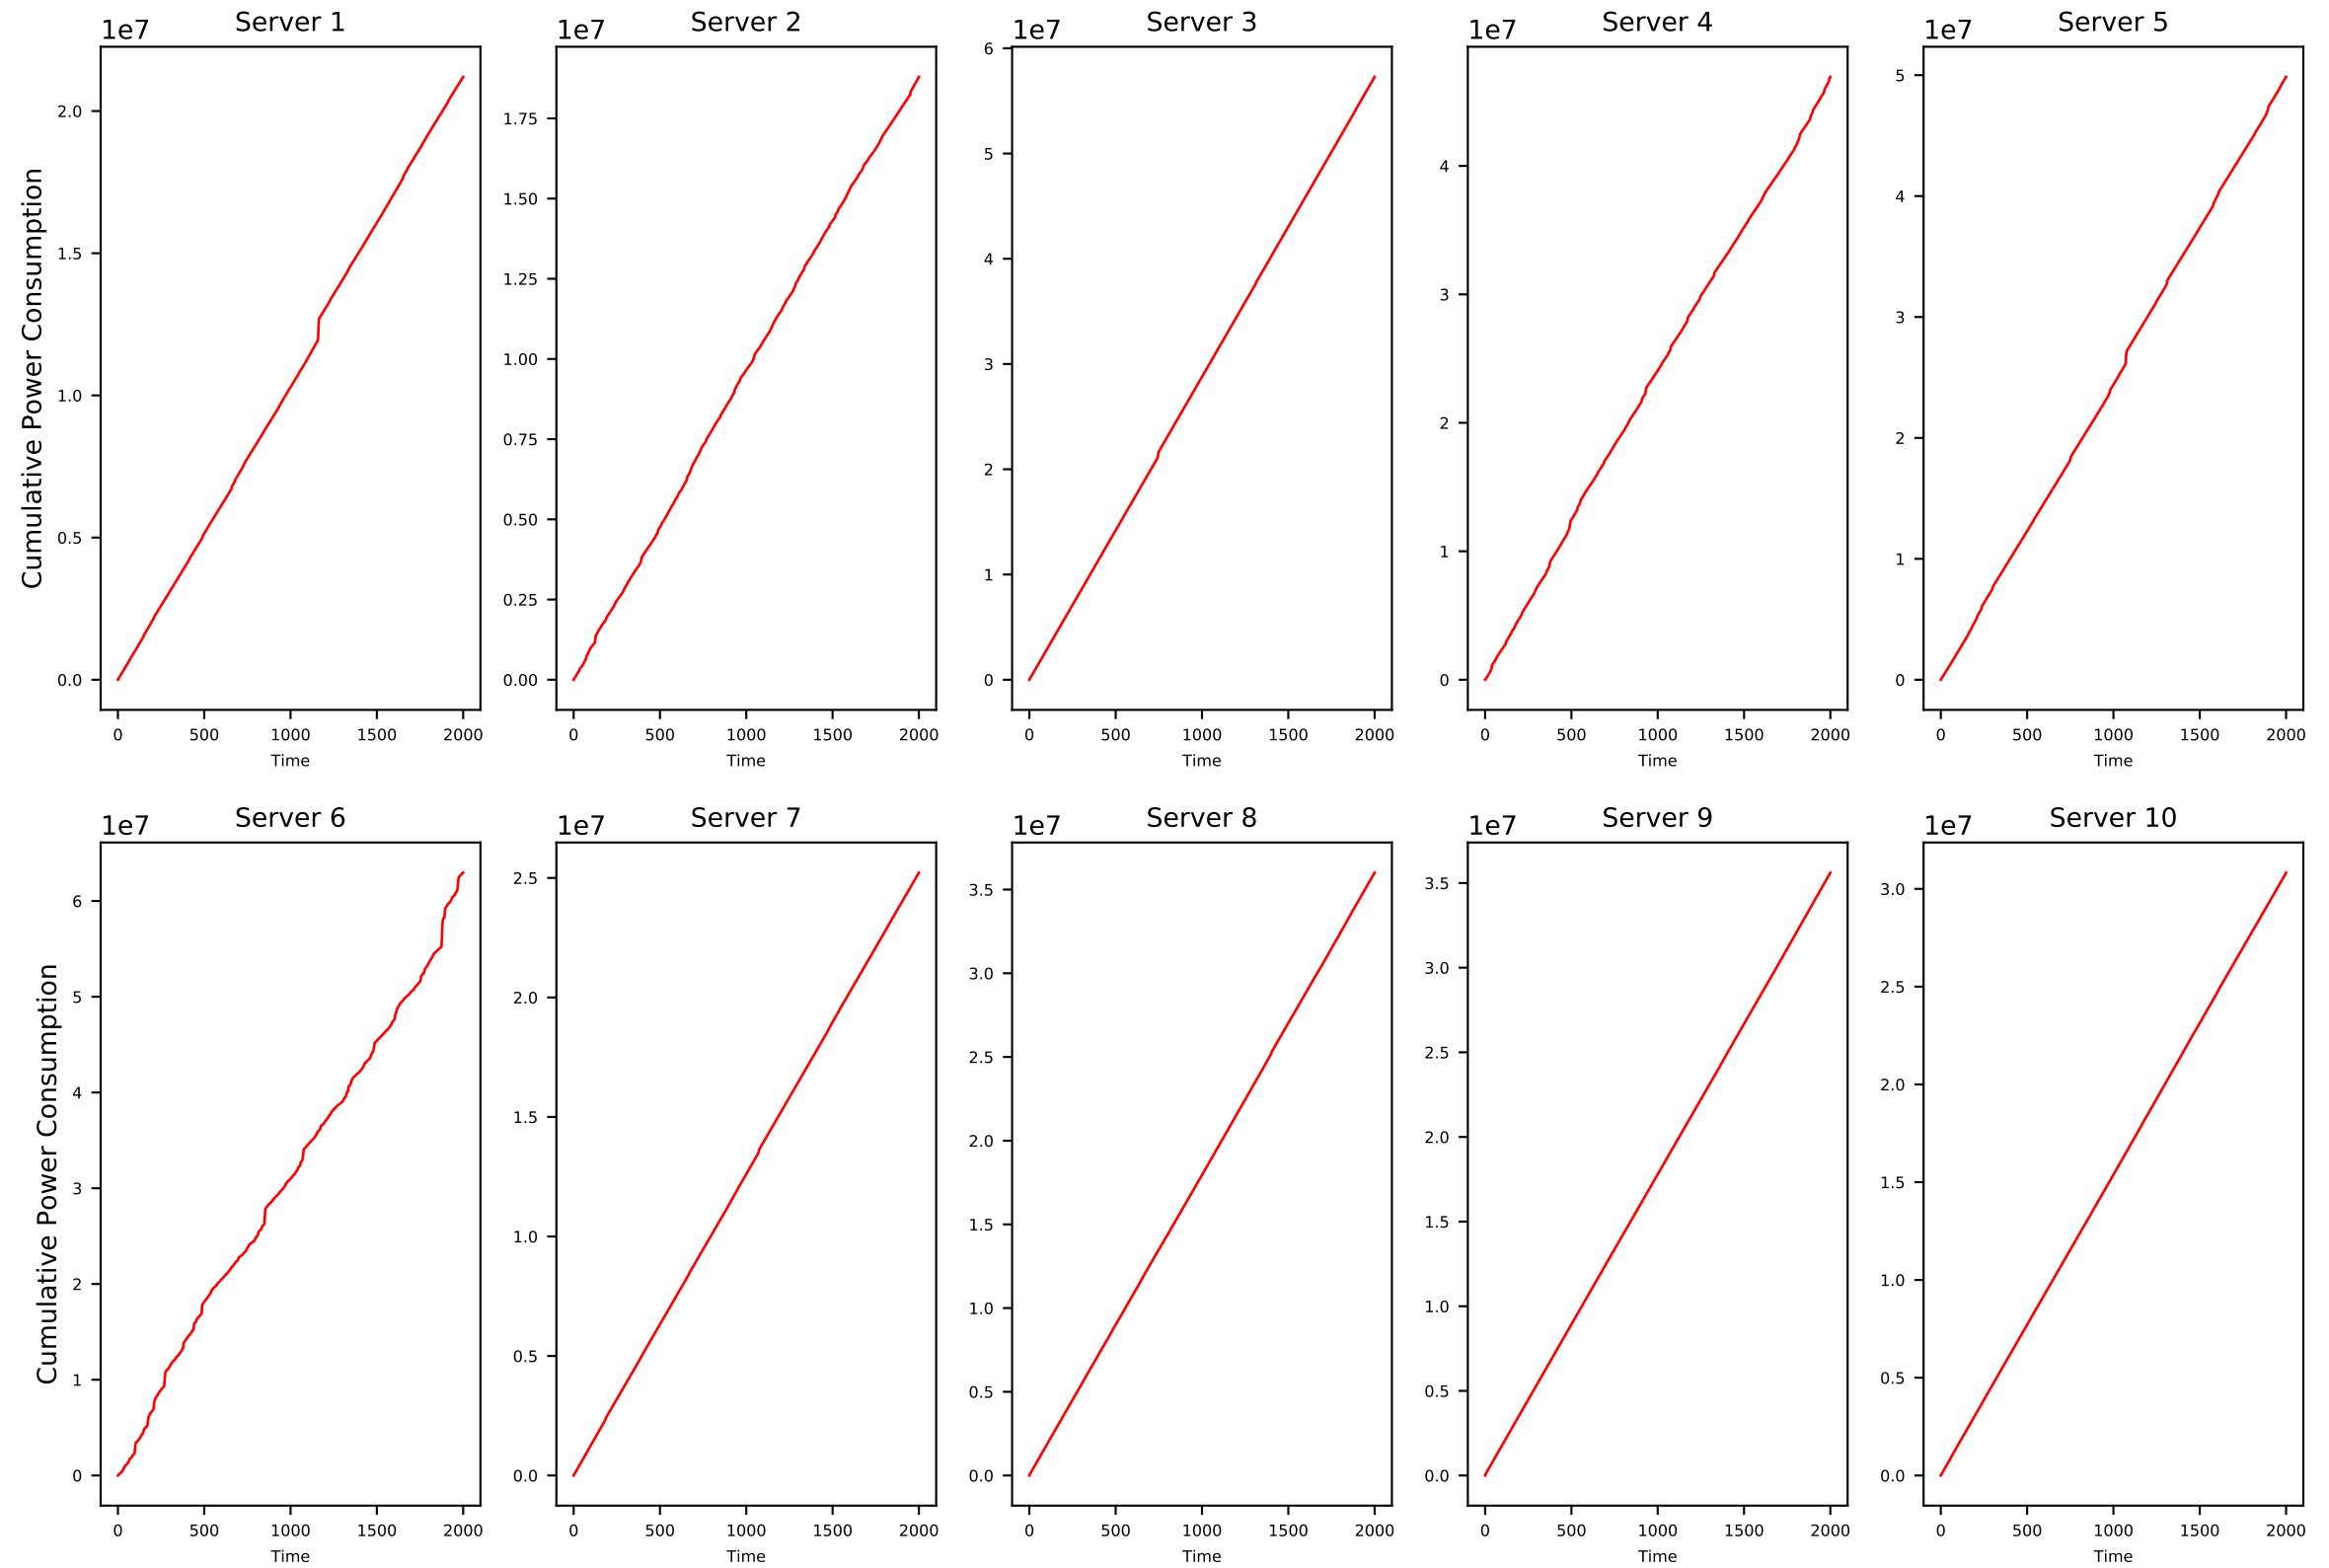 Server 1
1e7
2.0
1.5
1.0
0.5
0.0
0 500 1000 1500 2000
Time
Cumulative Power Consumption
Server 2
1e7
1.75
1.50
1.25
1.00
0.75
0.50
0.25
0.00
0 500 1000 1500 2000
Time
Server 3
1e7
6
5
4
3
2
1
0
0 500 1000 1500 2000
Time
Server 4
1e7
4
3
2
1
0
0 500 1000 1500 2000
Time
Server 5
1e7
5
4
3
2
1
0
0 500 1000 1500 2000
Time
Server 6
1e7
6
5
4
3
2
1
0
0 500 1000 1500 2000
Time
Cumulative Power Consumption
Server 7
1e7
2.5
2.0
1.5
1.0
0.5
0.0
0 500 1000 1500 2000
Time
Server 8
1e7
3.5
3.0
2.5
2.0
1.5
1.0
0.5
0.0
0 500 1000 1500 2000
Time
Server 9
1e7
3.5
3.0
2.5
2.0
1.5
1.0
0.5
0.0
0 500 1000 1500 2000
Time
Server 10
1e7
3.0
2.5
2.0
1.5
1.0
0.5
0.0
0 500 1000 1500 2000
Time